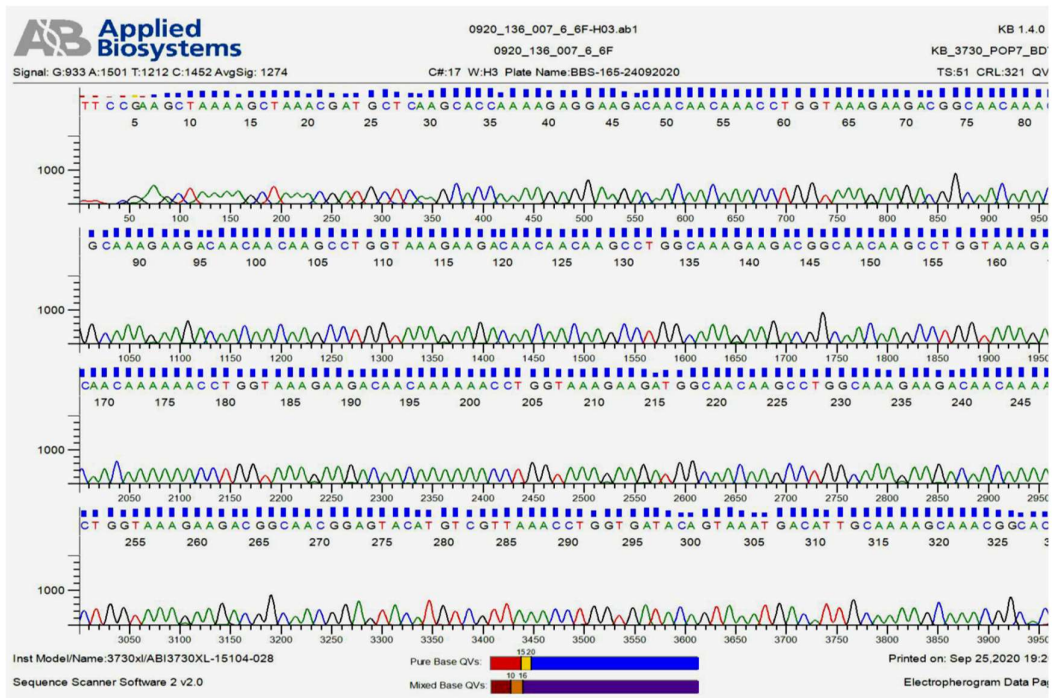 AB Applied Biosystems
0920_136_007_6_6F-H03.ab1
KB 1.4.0
0920_136_007_6_6F
KB_3730_POP7_BD
Signal: G:933 A:1501 T:1212 C:1452 AvgSig: 1274
C#:17 W:H3 Plate Name:BBS-165-24092020
TS:51 CRL:321 QV
TTCCGAAGCTAAAAGCTAAACGATGCTCAAGCACCAAAAGAGGAAGACAACAACAAACCTGGTAAAGAAGACGGCAACAAA
5 10 15 20 25 30 35 40 45 50 55 60 65 70 75 80
1000
50 100 150 200 250 300 350 400 450 500 550 600 650 700 750 800 850 900 950
GCAAAGAAGACAACAACAAGCCTGGTAAAGAAGACAACAACAAGCCTGGCAAAGAAGACGGCAACAAGCCTGGTAAAGA
90 95 100 105 110 115 120 125 130 135 140 145 150 155 160
1000
1050 1100 1150 1200 1250 1300 1350 1400 1450 1500 1550 1600 1650 1700 1750 1800 1850 1900 1950
CAACAAAAAACCTGGTAAAGAAGACAACAAAAAACCTGGTAAAGAAGATGGCAACAAGCCTGGCAAAGAAGACAACAAAA
170 175 180 185 190 195 200 205 210 215 220 225 230 235 240 245
1000
2050 2100 2150 2200 2250 2300 2350 2400 2450 2500 2550 2600 2650 2700 2750 2800 2850 2900 2950
CTGGTAAAGAAGACGGCAACGGAGTACATGTCGTTAAACCTGGTGATACAGTAAATGACATTGCAAAAGCAAACGGCAC
255 260 265 270 275 280 285 290 295 300 305 310 315 320 325
1000
3050 3100 3150 3200 3250 3300 3350 3400 3450 3500 3550 3600 3650 3700 3750 3800 3850 3900 3950
Inst Model/Name:3730xl/ABI3730XL-15104-028
Pure Base QVs: 15 20
Printed on: Sep 25,2020 19:2
Sequence Scanner Software 2 v2.0
Mixed Base QVs: 10 16
Electropherogram Data Pa